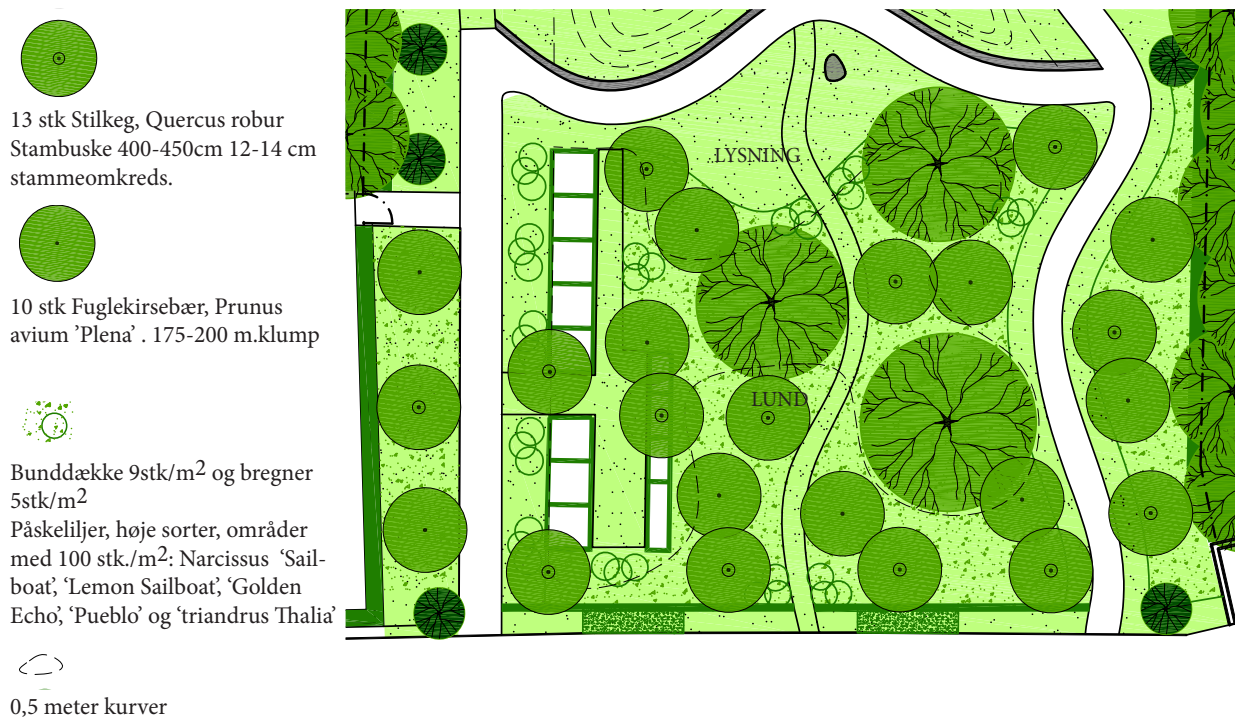 13 stk Stilkeg, Quercus robur
Stambuske 400-450cm 12-14 cm
stammeomkreds.
10 stk Fuglekirsebær, Prunus
avium ’Plena’ . 175-200 m.klump
Bunddække 9stk/m2 og bregner
5stk/m2
Påskeliljer, høje sorter, områder
med 100 stk./m2: Narcissus ‘Sail-
boat’, ‘Lemon Sailboat’, ‘Golden
Echo’, ‘Pueblo’ og ‘triandrus Thalia’
0,5 meter kurver
LYSNING
LUND